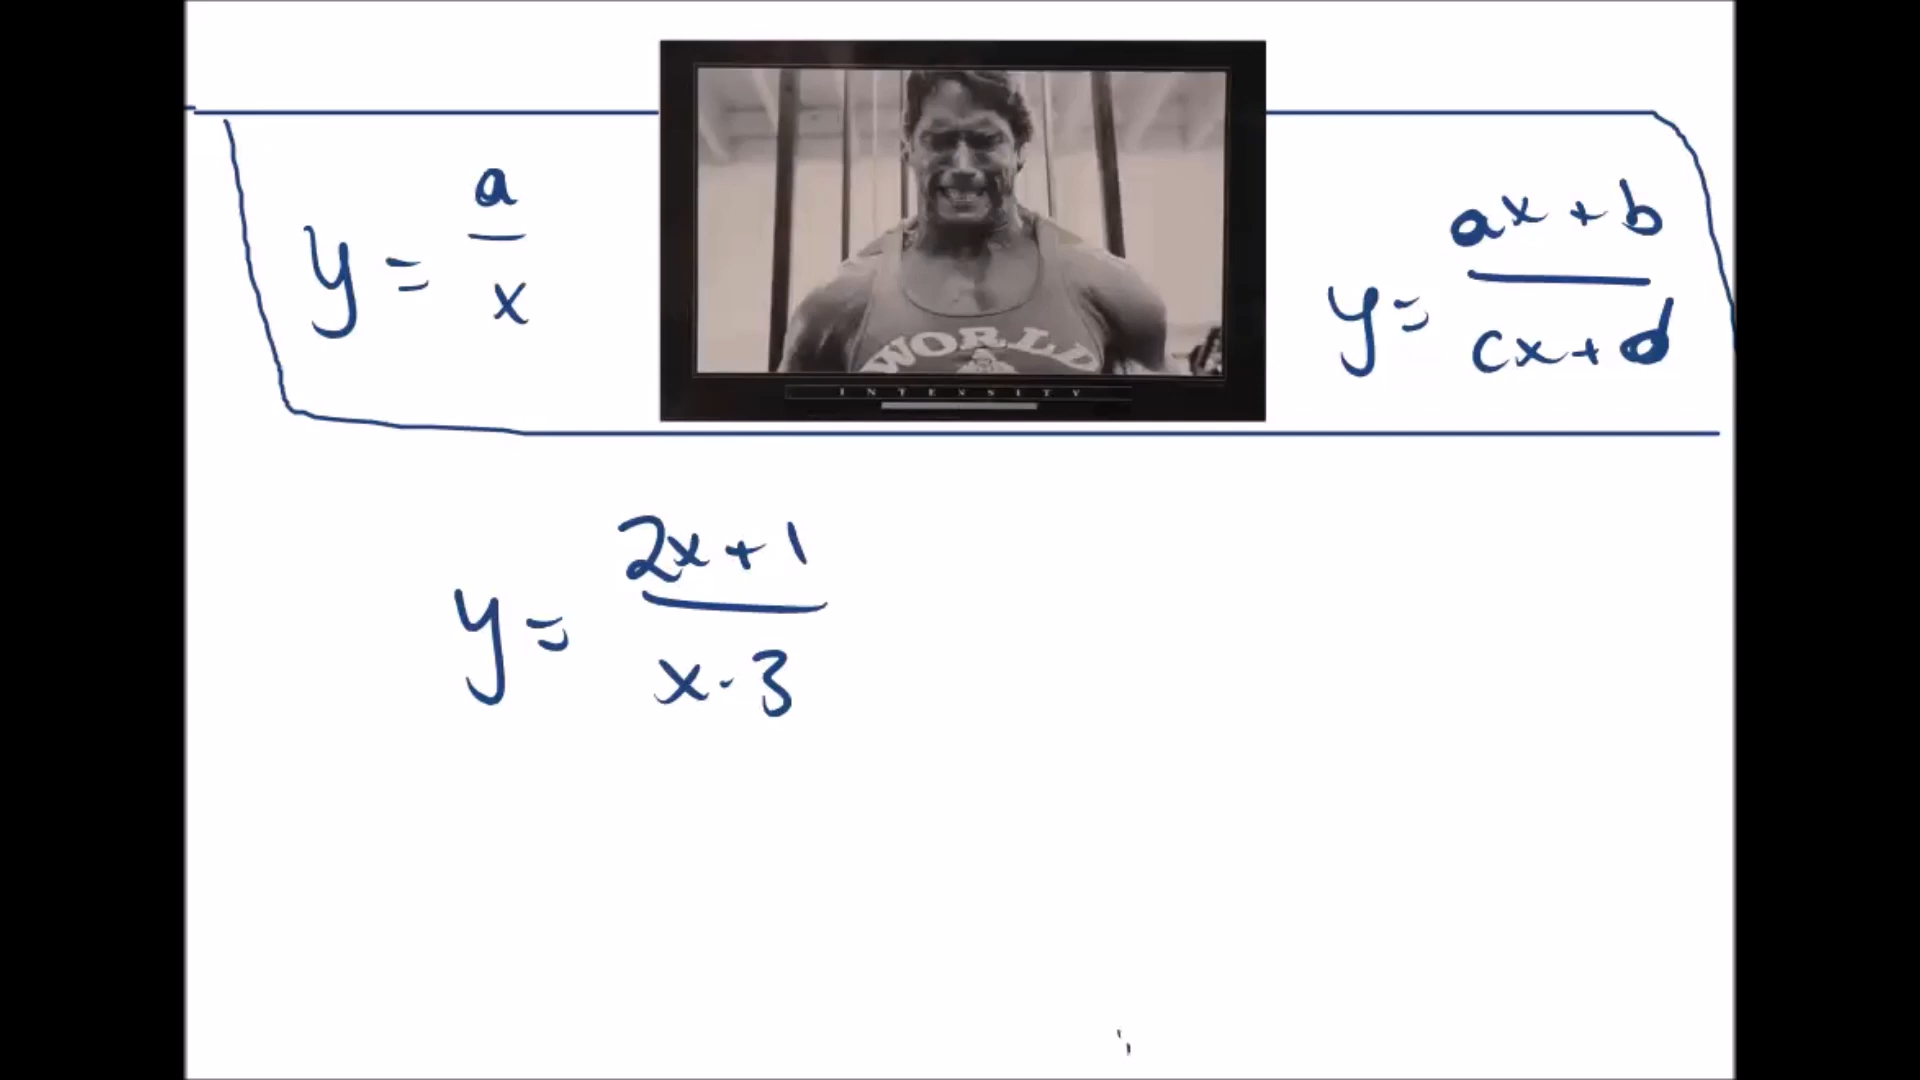 y = a/x
WORLD
INTENSITY
y = ax + b / cx + d
y = 2x + 1 / x - 3